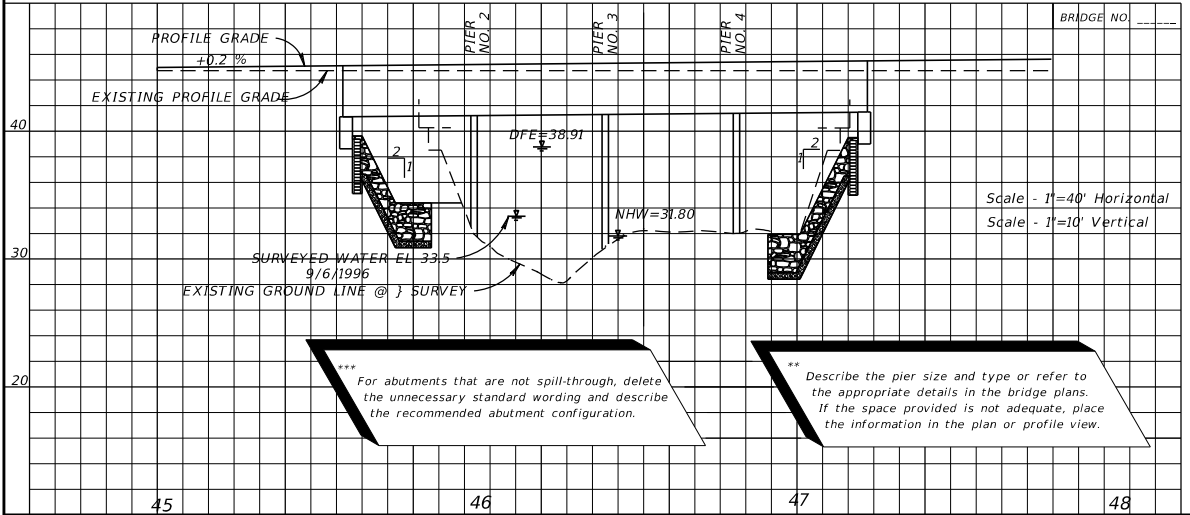 BRIDGE NO. ______
PROFILE GRADE
+0.2 %
EXISTING PROFILE GRADE
PIER
NO. 2
PIER
NO. 3
PIER
NO. 4
40
DFE=38.91
2
1
2
1
NHW=31.80
Scale - 1"=40' Horizontal
Scale - 1"=10' Vertical
30
SURVEYED WATER EL 33.5
9/6/1996
EXISTING GROUND LINE @ } SURVEY
20
***
For abutments that are not spill-through, delete
the unnecessary standard wording and describe
the recommended abutment configuration.
**
Describe the pier size and type or refer to
the appropriate details in the bridge plans.
If the space provided is not adequate, place
the information in the plan or profile view.
45
46
47
48